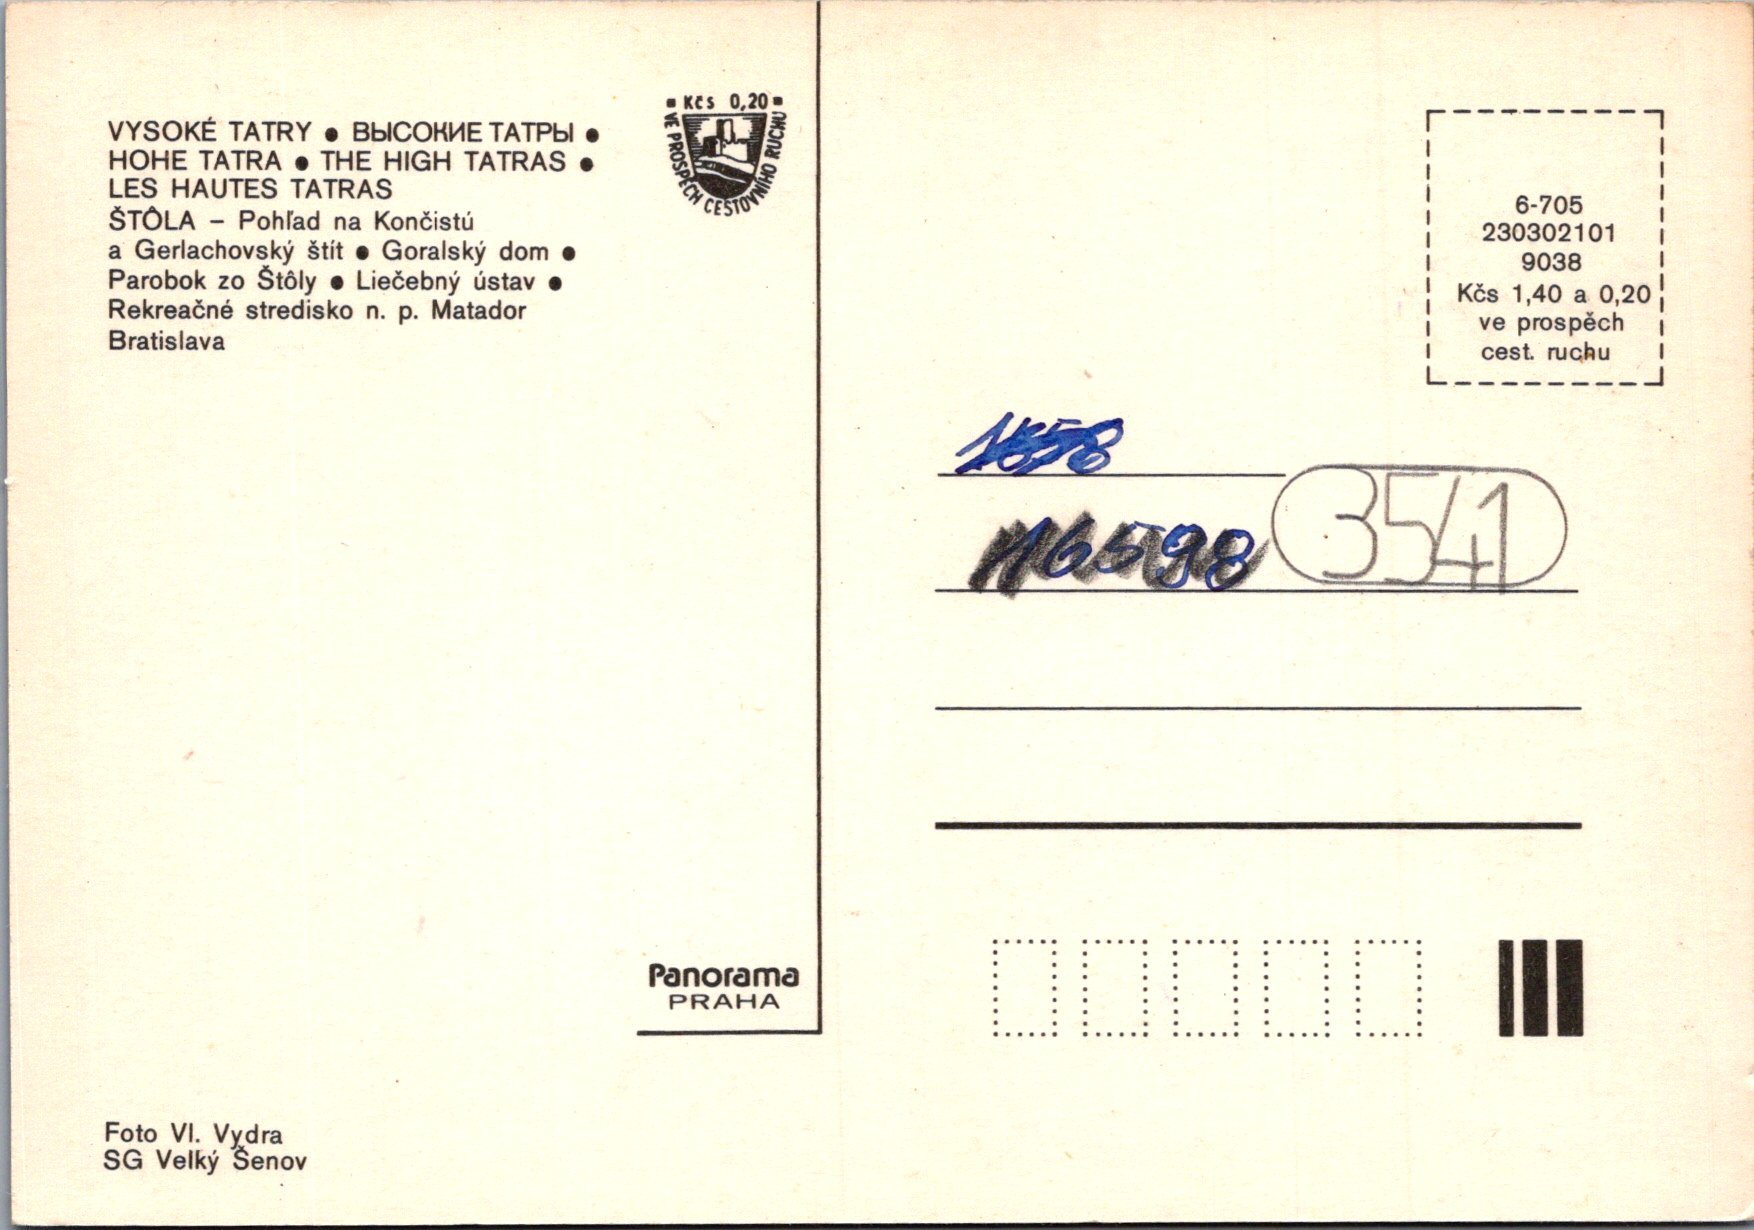 VYSOKÉ TATRY ● ВЫСОКИЕ ТАТРЫ ●
HOHE TATRA ● THE HIGH TATRAS ●
LES HAUTES TATRAS
ŠTÔLA – Pohľad na Končistú
a Gerlachovský štít ● Goralský dom ●
Parobok zo Štôly ● Liečebný ústav ●
Rekreačné stredisko n. p. Matador
Bratislava
Kčs 0,20
VE PROSPĚCH CESTOVNÍHO RUCHU
6-705
230302101
9038
Kčs 1,40 a 0,20
ve prospěch
cest. ruchu
16598
3541
Panorama
PRAHA
Foto Vl. Vydra
SG Velký Šenov